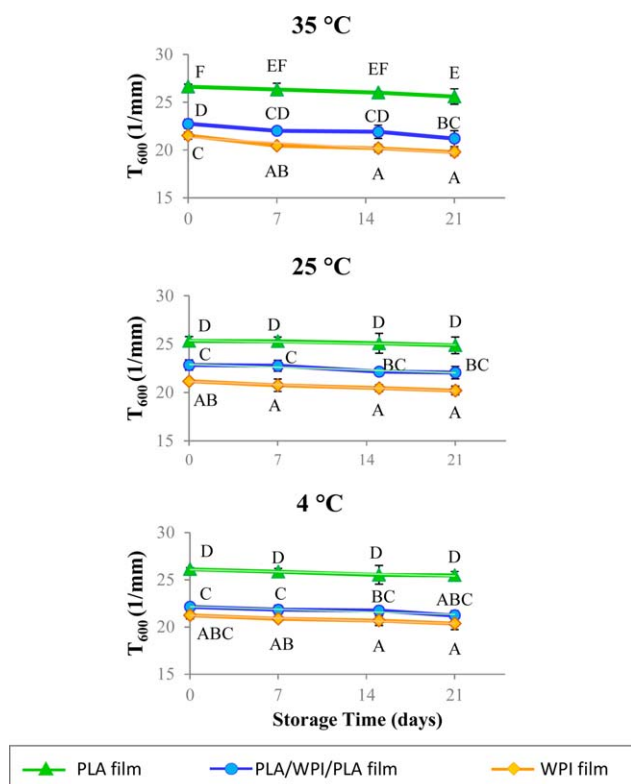 35 °C
30
25
20
15
T600 (1/mm)
F EF EF E
D CD CD BC
C AB A A
0 7 14 21
25 °C
30
25
20
15
T600 (1/mm)
D D D D
C C BC BC
AB A A A
0 7 14 21
4 °C
30
25
20
15
T600 (1/mm)
D D D D
C C BC ABC
ABC AB A A
0 7 14 21
Storage Time (days)
PLA film PLA/WPI/PLA film WPI film